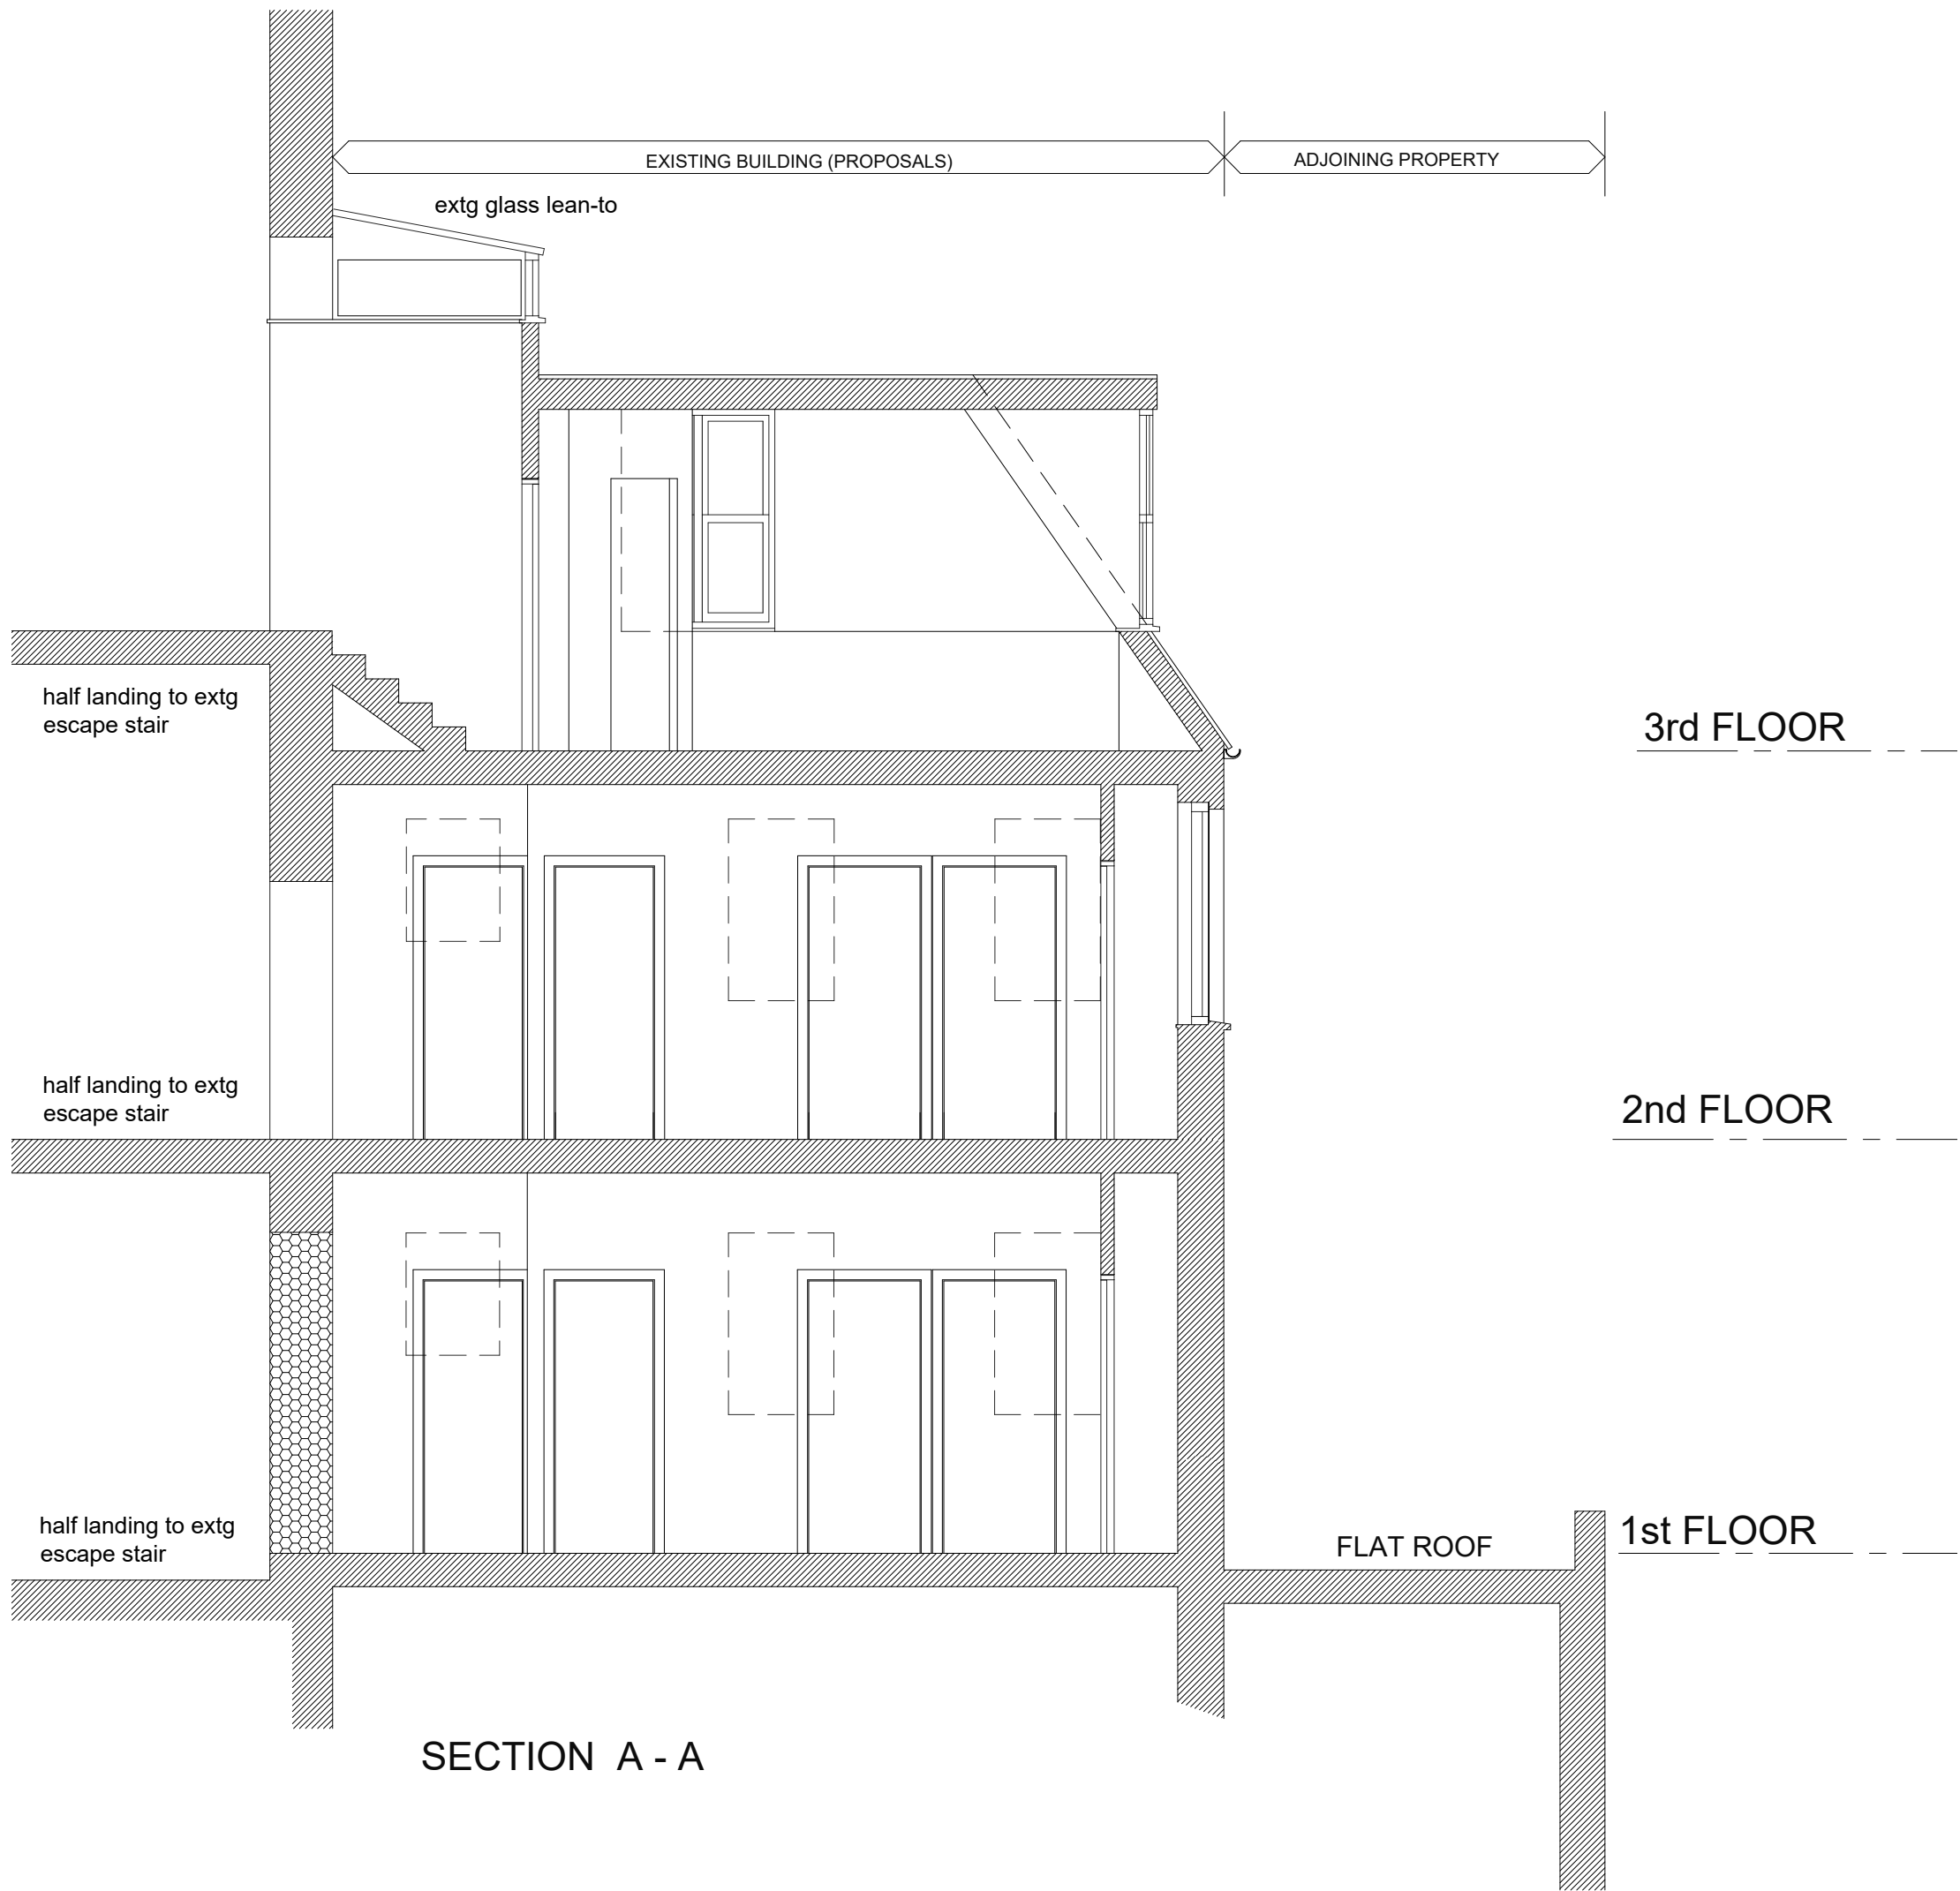 EXISTING BUILDING (PROPOSALS)
ADJOINING PROPERTY
extg glass lean-to
half landing to extg
escape stair
3rd FLOOR
half landing to extg
escape stair
2nd FLOOR
half landing to extg
escape stair
FLAT ROOF
1st FLOOR
SECTION A - A